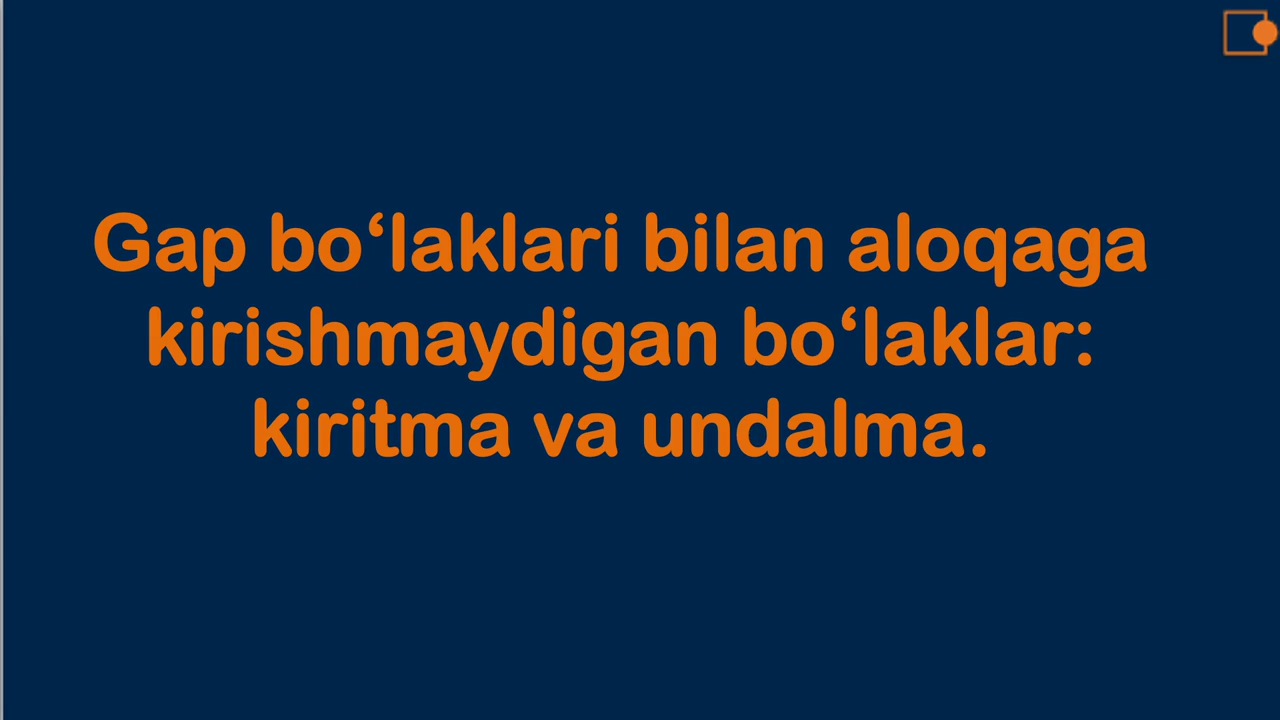 Gap bo‘laklari bilan aloqaga
kirishmaydigan bo‘laklar:
kiritma va undalma.